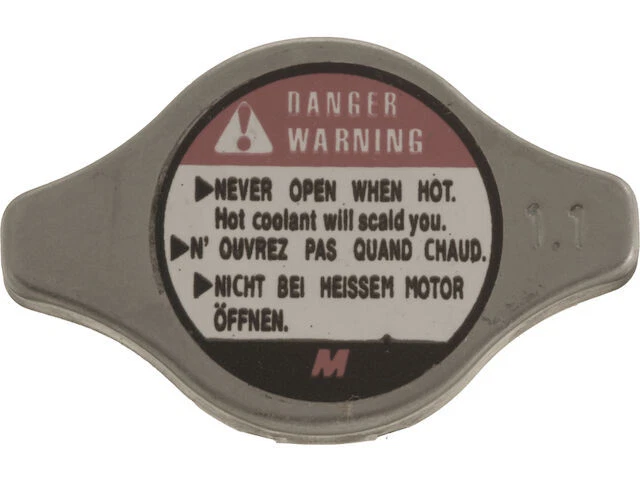 DANGER
WARNING
▶NEVER OPEN WHEN HOT.
Hot coolant will scald you.
▶N' OUVREZ PAS QUAND CHAUD.
▶NICHT BEI HEISSEM MOTOR
ÖFFNEN.
M
1.1